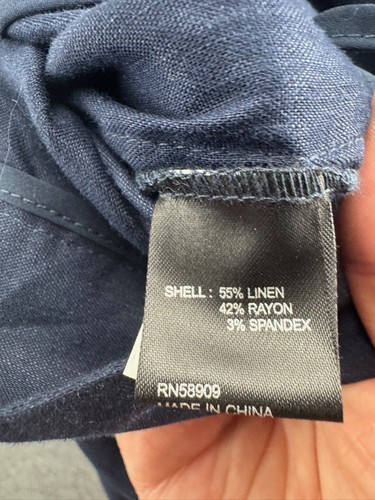 SHELL : 55% LINEN
42% RAYON
3% SPANDEX
RN58909
MADE IN CHINA